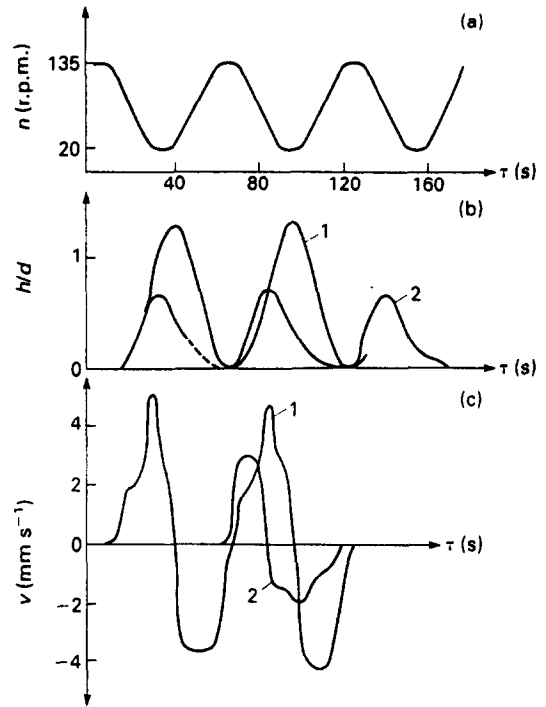 (a)
n (r.p.m.)
135
20
40 80 120 160 τ (s)
(b)
h/d
1
0
1
2
τ (s)
(c)
v (mm s⁻¹)
4
2
0
-2
-4
1
2
τ (s)